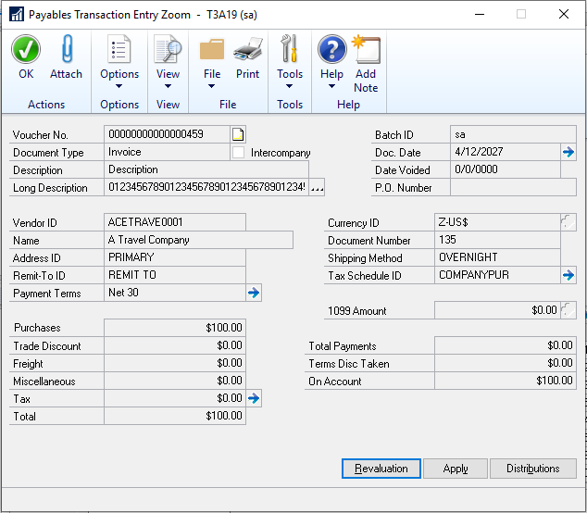 Payables Transaction Entry Zoom - T3A19 (sa)
OK Attach Options View File Print Tools Help Add Note
Actions Options View File Tools Help
Voucher No. 00000000000000459 Batch ID sa
Document Type Invoice Intercompany Doc. Date 4/12/2027
Description Description Date Voided 0/0/0000
Long Description 012345678901234567890123456789012345 ... P.O. Number
Vendor ID ACETRAVE0001 Currency ID Z-US$
Name A Travel Company Document Number 135
Address ID PRIMARY Shipping Method OVERNIGHT
Remit-To ID REMIT TO Tax Schedule ID COMPANYPUR
Payment Terms Net 30
1099 Amount $0.00
Purchases $100.00
Trade Discount $0.00 Total Payments $0.00
Freight $0.00 Terms Disc Taken $0.00
Miscellaneous $0.00 On Account $100.00
Tax $0.00
Total $100.00
Revaluation Apply Distributions